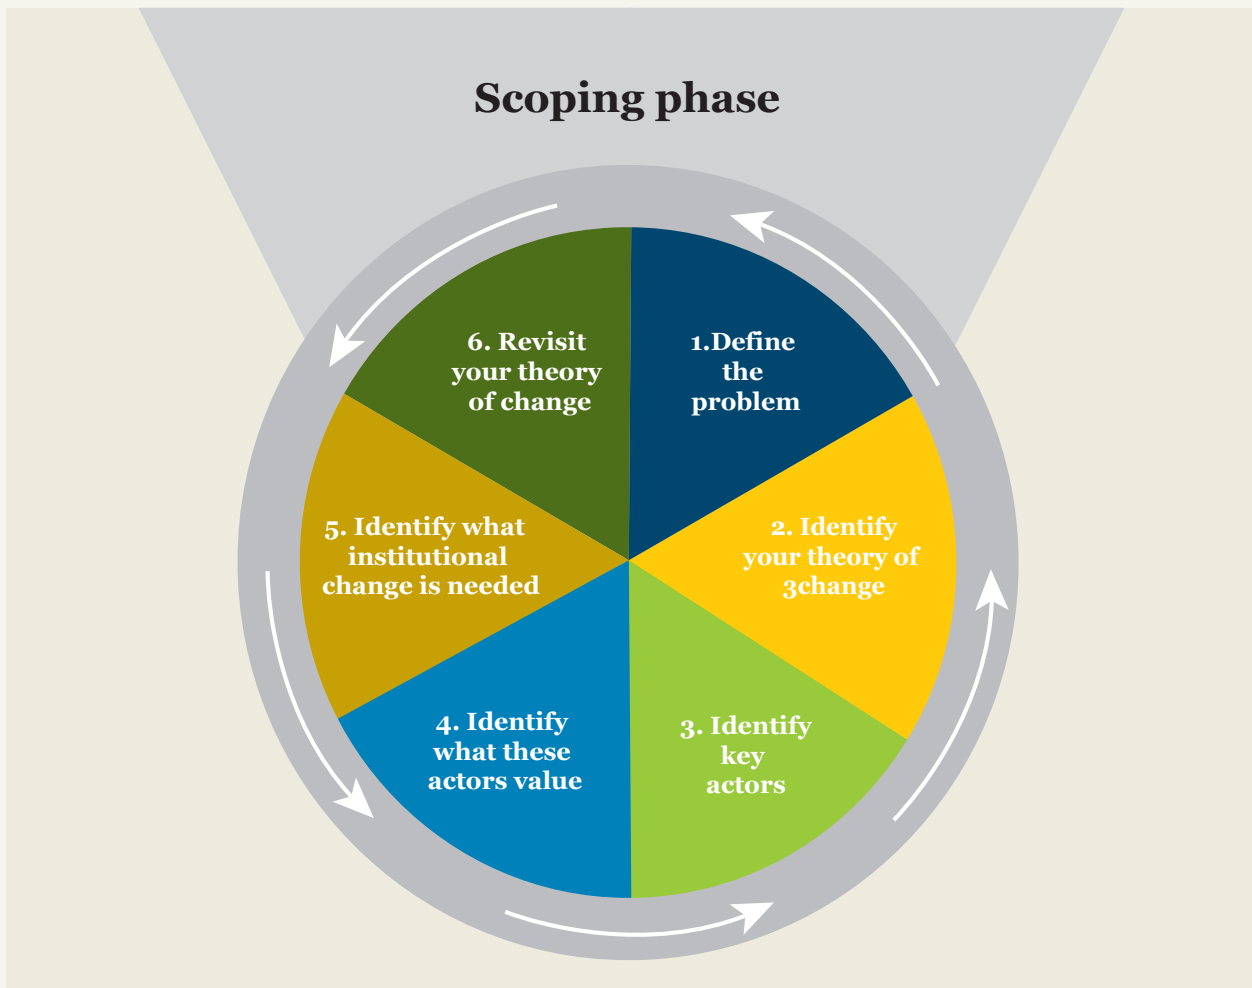 Scoping phase
1.Define
the
problem
2. Identify
your theory of
3change
3. Identify
key
actors
4. Identify
what these
actors value
5. Identify what
institutional
change is needed
6. Revisit
your theory
of change